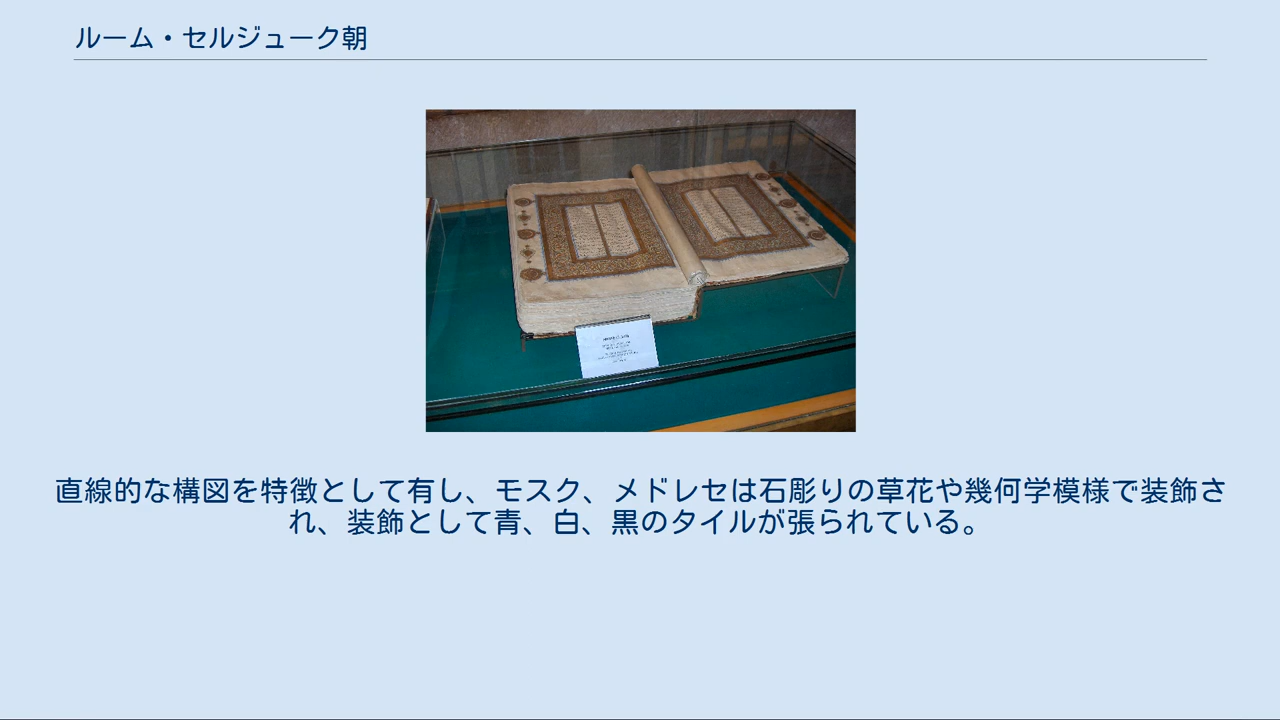 ルーム・セルジューク朝
直線的な構図を特徴として有し、モスク、メドレセは石彫りの草花や幾何学模様で装飾さ
れ、装飾として青、白、黒のタイルが張られている。